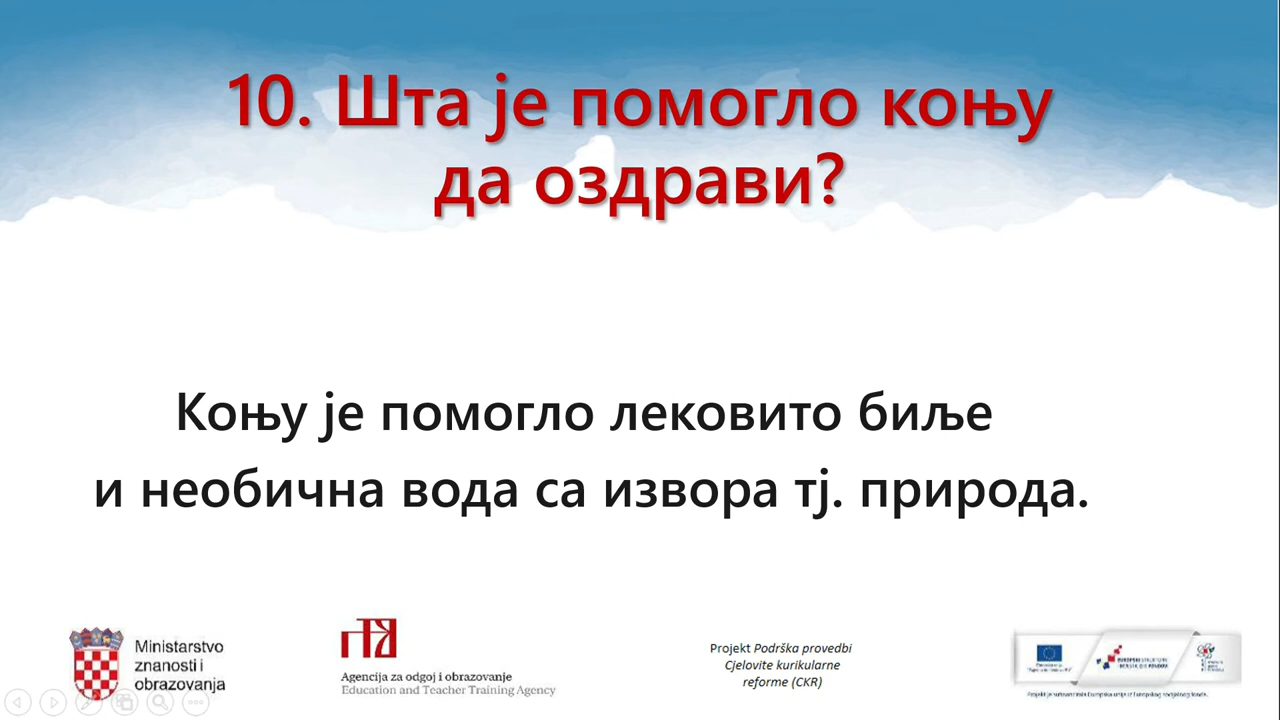 10. Шта је помогло коњу
да оздрави?
Коњу је помогло лековито биље
и необична вода са извора тј. природа.
Ministarstvo
znanosti i
obrazovanja
Agencija za odgoj i obrazovanje
Education and Teacher Training Agency
Projekt Podrška provedbi
Cjelovite kurikularne
reforme (CKR)